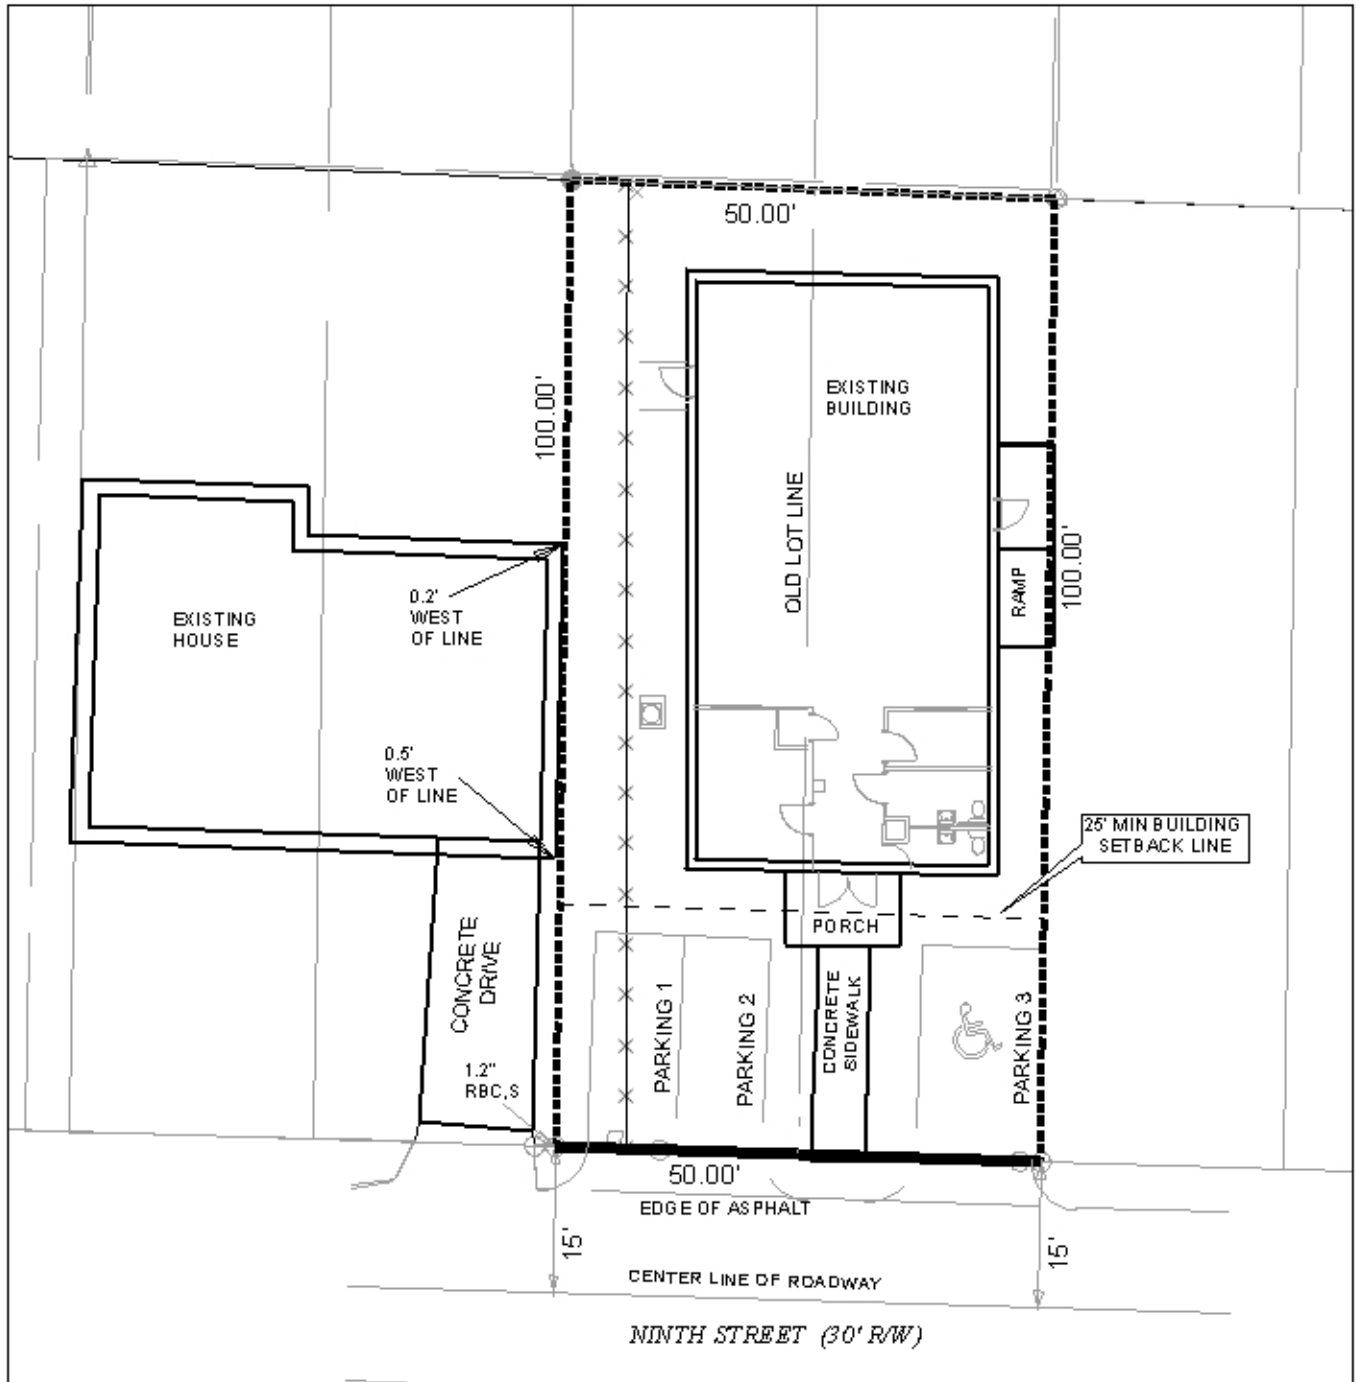 50.00'
100.00'
EXISTING
BUILDING
OLD LOT LINE
100.00'
RAMP
0.2'
WEST
OF LINE
EXISTING
HOUSE
0.5'
WEST
OF LINE
25' MIN BUILDING
SETBACK LINE
PORCH
CONCRETE
DRIVE
PARKING 1
PARKING 2
CONCRETE
SIDEWALK
PARKING 3
1.2"
RBC,S
50.00'
EDGE OF ASPHALT
15'
15'
CENTER LINE OF ROADWAY
NINTH STREET (30' R/W)